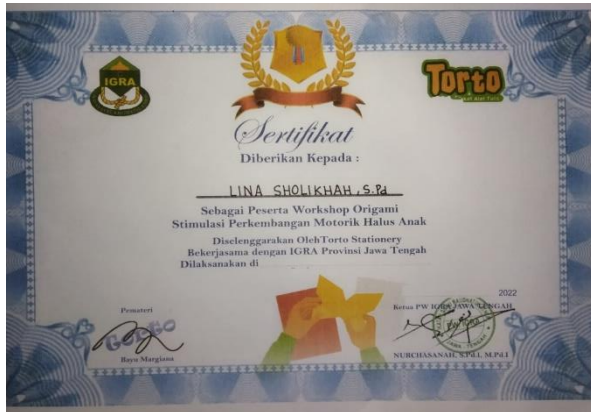 IGRA
Torto
Sertifikat
Diberikan Kepada :
LINA SHOLIKHAH, S.Pd
Sebagai Peserta Workshop Origami
Stimulasi Perkembangan Motorik Halus Anak
Diselenggarakan OlehTorto Stationery
Bekerjasama dengan IGRA Provinsi Jawa Tengah
Dilaksanakan di
2022
Pemateri
Ketua PW IGRA JAWA TENGAH
Bayu Margiana
NURCHASANAH, S.Pd.I, M.Pd.I